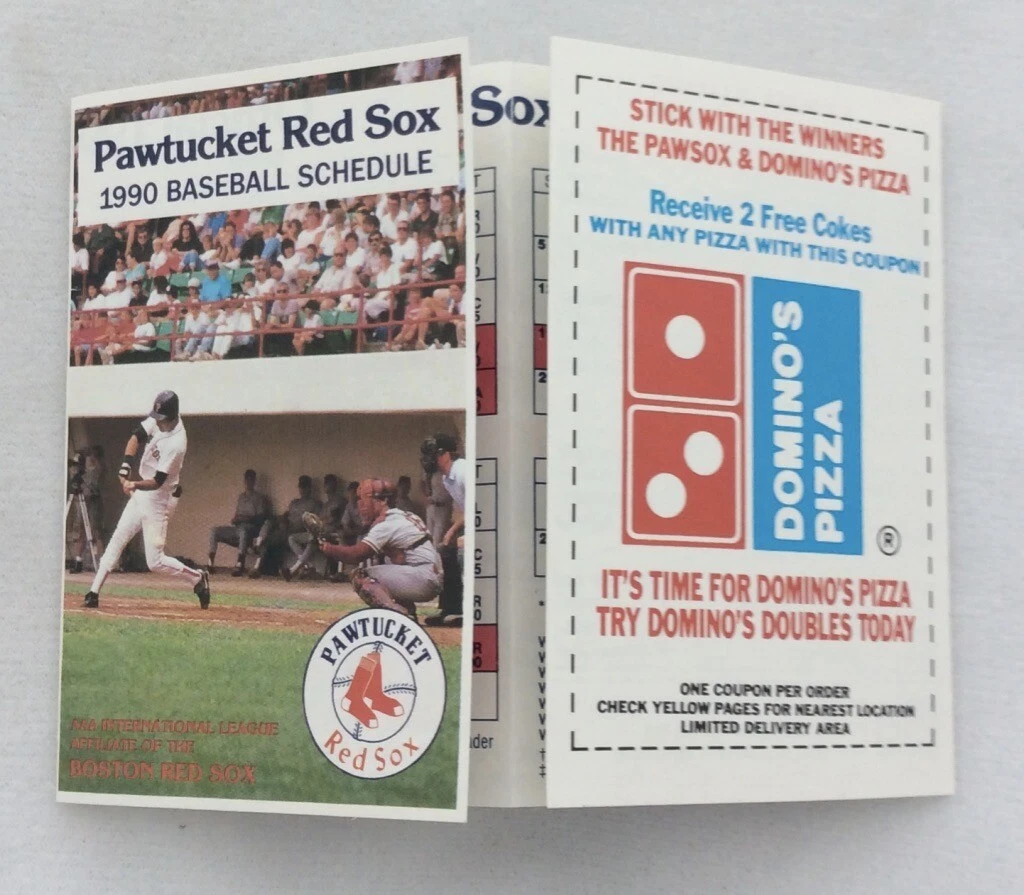 Pawtucket Red Sox
1990 BASEBALL SCHEDULE
PAWTUCKET
Red Sox
AAA INTERNATIONAL LEAGUE
AFFILIATE OF THE
BOSTON RED SOX
Sox
STICK WITH THE WINNERS
THE PAWSOX & DOMINO'S PIZZA
Receive 2 Free Cokes
WITH ANY PIZZA WITH THIS COUPON
DOMINO'S
PIZZA
®
IT'S TIME FOR DOMINO'S PIZZA
TRY DOMINO'S DOUBLES TODAY
ONE COUPON PER ORDER
CHECK YELLOW PAGES FOR NEAREST LOCATION
LIMITED DELIVERY AREA